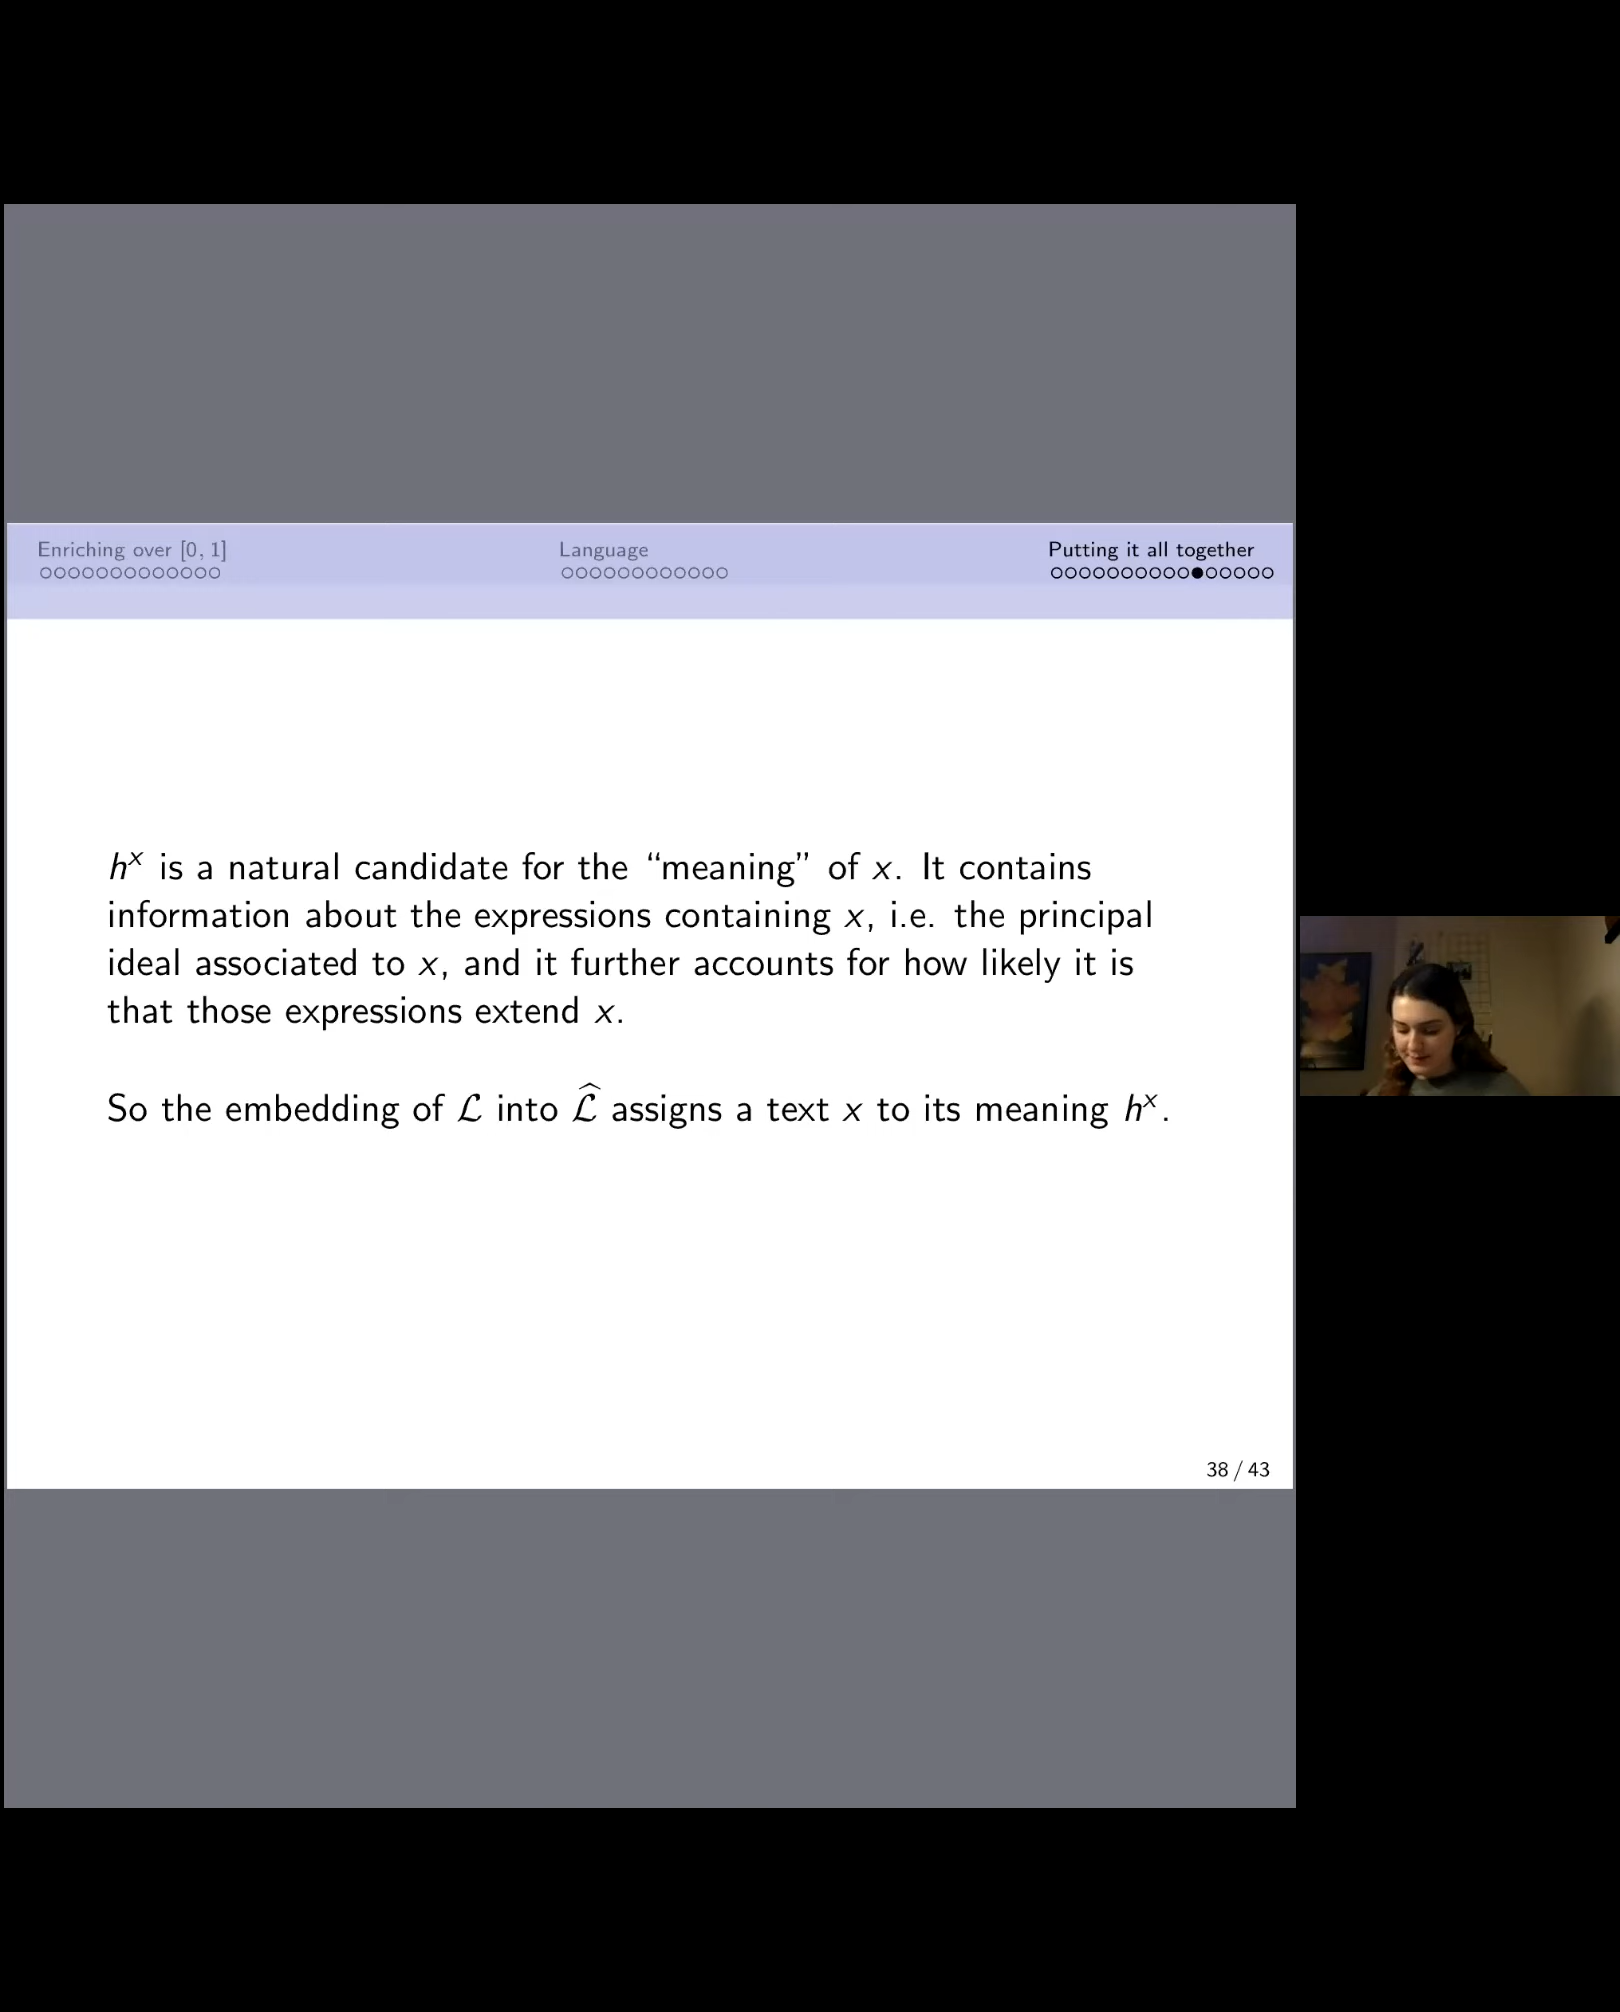 Enriching over [0, 1]
Language
Putting it all together
hˣ is a natural candidate for the “meaning” of x. It contains
information about the expressions containing x, i.e. the principal
ideal associated to x, and it further accounts for how likely it is
that those expressions extend x.
So the embedding of ℒ into ℒ̂ assigns a text x to its meaning hˣ.
38 / 43